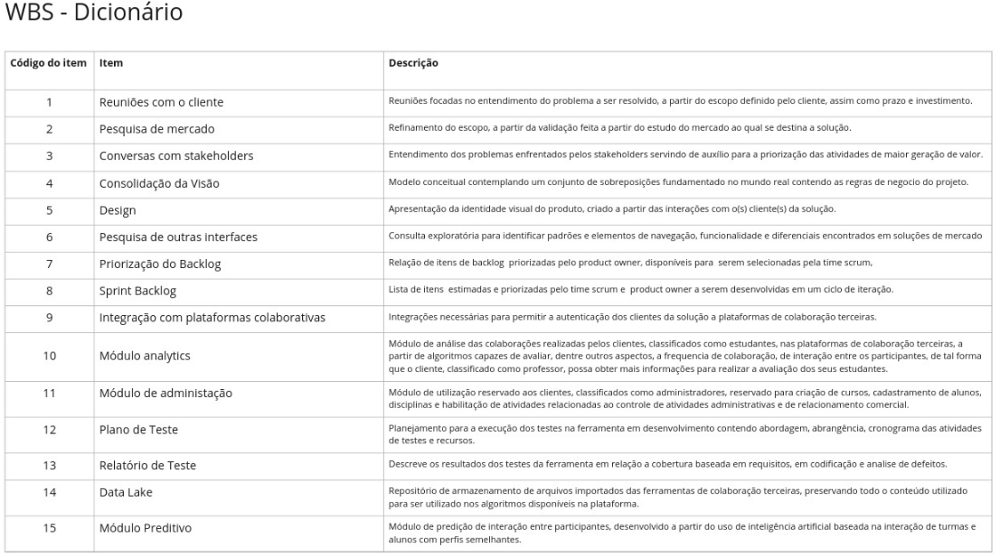 WBS - Dicionário
Código do item Item Descrição
1 Reuniões com o cliente Reuniões focadas no entendimento do problema a ser resolvido, a partir do escopo definido pelo cliente, assim como prazo e investimento.
2 Pesquisa de mercado Refinamento do escopo, a partir da validação feita a partir do estudo do mercado ao qual se destina a solução.
3 Conversas com stakeholders Entendimento dos problemas enfrentados pelos stakeholders servindo de auxílio para a priorização das atividades de maior geração de valor.
4 Consolidação da Visão Modelo conceitual contemplando um conjunto de sobreposições fundamentado no mundo real contendo as regras de negocio do projeto.
5 Design Apresentação da identidade visual do produto, criado a partir das interações com o(s) cliente(s) da solução.
6 Pesquisa de outras interfaces Consulta exploratória para identificar padrões e elementos de navegação, funcionalidade e diferenciais encontrados em soluções de mercado
7 Priorização do Backlog Relação de itens de backlog priorizadas pelo product owner, disponíveis para serem selecionadas pela time scrum,
8 Sprint Backlog Lista de itens estimadas e priorizadas pelo time scrum e product owner a serem desenvolvidas em um ciclo de iteração.
9 Integração com plataformas colaborativas Integrações necessárias para permitir a autenticação dos clientes da solução a plataformas de colaboração terceiras.
10 Módulo analytics Módulo de análise das colaborações realizadas pelos clientes, classificados como estudantes, nas plataformas de colaboração terceiras, a
partir de algoritmos capazes de avaliar, dentre outros aspectos, a frequencia de colaboração, de interação entre os participantes, de tal forma
que o cliente, classificado como professor, possa obter mais informações para realizar a avaliação dos seus estudantes.
11 Módulo de administação Módulo de utilização reservado aos clientes, classificados como administradores, reservado para criação de cursos, cadastramento de alunos,
disciplinas e habilitação de atividades relacionadas ao controle de atividades administrativas e de relacionamento comercial.
12 Plano de Teste Planejamento para a execução dos testes na ferramenta em desenvolvimento contendo abordagem, abrangência, cronograma das atividades
de testes e recursos.
13 Relatório de Teste Descreve os resultados dos testes da ferramenta em relação a cobertura baseada em requisitos, em codificação e analise de defeitos.
14 Data Lake Repositório de armazenamento de arquivos importados das ferramentas de colaboração terceiras, preservando todo o conteúdo utilizado
para ser utilizado nos algoritmos disponíveis na plataforma.
15 Módulo Preditivo Módulo de predição de interação entre participantes, desenvolvido a partir do uso de inteligência artificial baseada na interação de turmas e
alunos com perfis semelhantes.